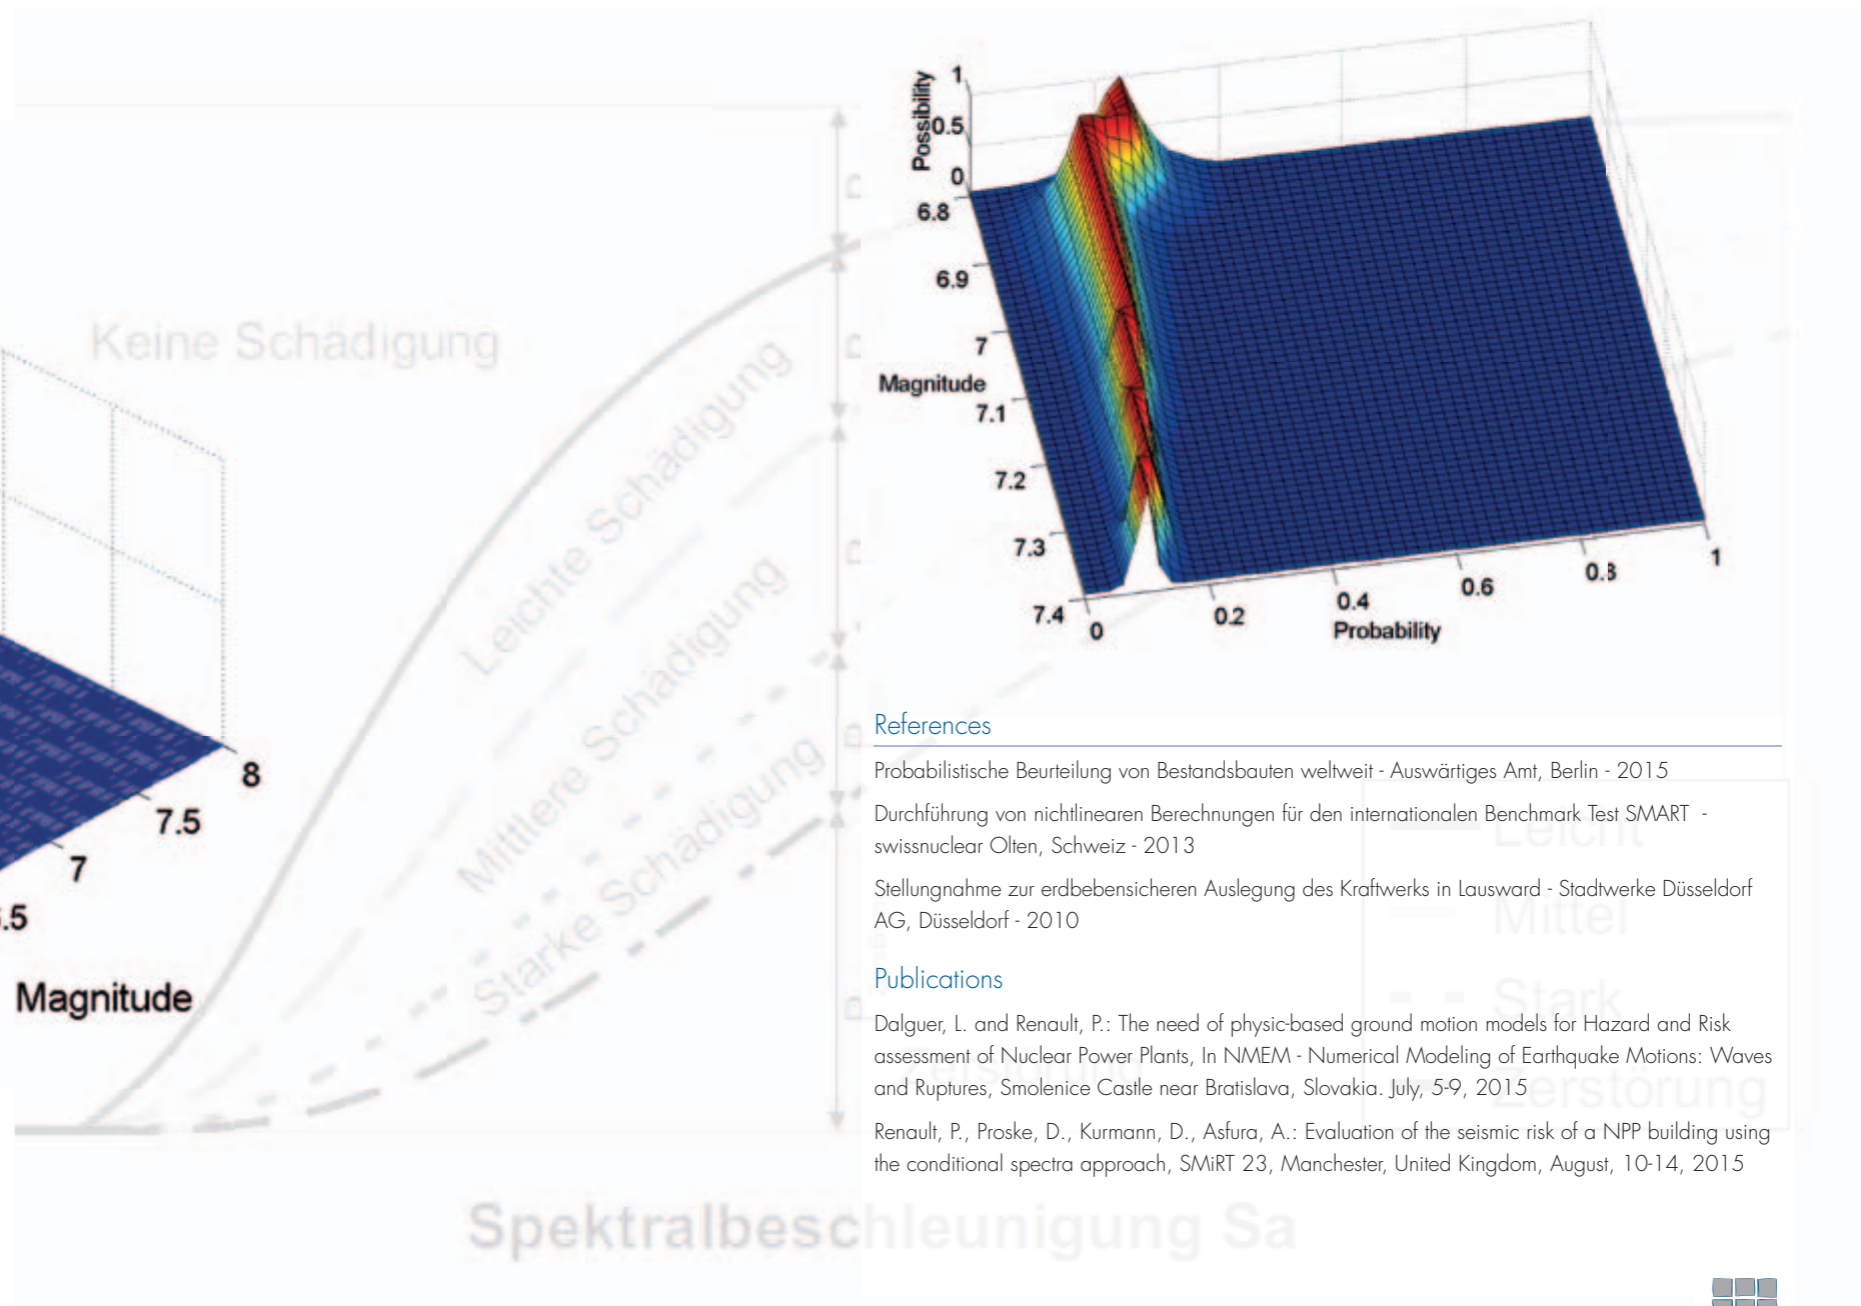 Keine Schädigung
Leichte Schädigung
Mittlere Schädigung
Starke Schädigung
8
7.5
7
.5
Magnitude
Spektralbeschleunigung Sa
Possibility
1
0.5
0
6.8
6.9
7
Magnitude
7.1
7.2
7.3
7.4
0
0.2
0.4
0.6
0.8
1
Probability
References
Probabilistische Beurteilung von Bestandsbauten weltweit - Auswärtiges Amt, Berlin - 2015
Durchführung von nichtlinearen Berechnungen für den internationalen Benchmark Test SMART -
swissnuclear Olten, Schweiz - 2013
Stellungnahme zur erdbebensicheren Auslegung des Kraftwerks in Lausward - Stadtwerke Düsseldorf
AG, Düsseldorf - 2010
Publications
Dalguer, L. and Renault, P.: The need of physic-based ground motion models for Hazard and Risk
assessment of Nuclear Power Plants, In NMEM - Numerical Modeling of Earthquake Motions: Waves
and Ruptures, Smolenice Castle near Bratislava, Slovakia. July, 5-9, 2015
Renault, P., Proske, D., Kurmann, D., Asfura, A.: Evaluation of the seismic risk of a NPP building using
the conditional spectra approach, SMiRT 23, Manchester, United Kingdom, August, 10-14, 2015
Leicht
Mittel
Stark
Zerstörung
Zerstörung